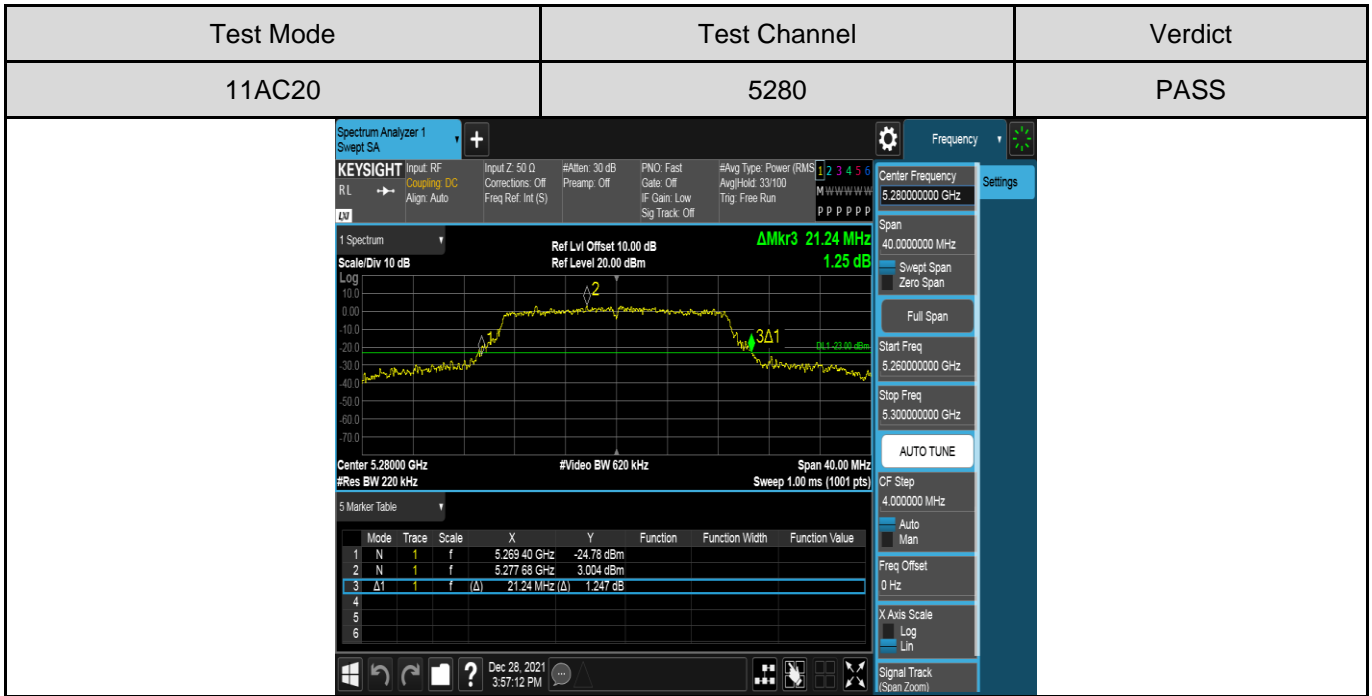 Test Mode Test Channel Verdict
11AC20 5280 PASS
Spectrum Analyzer 1
Swept SA
+
Frequency
KEYSIGHT Input: RF Input Z: 50 Ω #Atten: 30 dB PNO: Fast #Avg Type: Power (RMS 1 2 3 4 5 6
RL Coupling: DC Corrections: Off Preamp: Off Gate: Off Avg|Hold: 33/100 M W W W W W
Align: Auto Freq Ref: Int (S) IF Gain: Low Trig: Free Run
LXI Sig Track: Off P P P P P P
1 Spectrum
Ref Lvl Offset 10.00 dB ΔMkr3 21.24 MHz
Scale/Div 10 dB Ref Level 20.00 dBm 1.25 dB
Log
10.0
0.00
-10.0
-20.0
-30.0
-40.0
-50.0
-60.0
-70.0
1
2
3Δ1
DL1 -23.00 dBm
Center 5.28000 GHz #Video BW 620 kHz Span 40.00 MHz
#Res BW 220 kHz Sweep 1.00 ms (1001 pts)
5 Marker Table
Mode Trace Scale X Y Function Function Width Function Value
1 N 1 f 5.269 40 GHz -24.78 dBm
2 N 1 f 5.277 68 GHz 3.004 dBm
3 Δ1 1 f (Δ) 21.24 MHz (Δ) 1.247 dB
4
5
6
?
Dec 28, 2021
3:57:12 PM
Center Frequency
5.280000000 GHz
Settings
Span
40.0000000 MHz
Swept Span
Zero Span
Full Span
Start Freq
5.260000000 GHz
Stop Freq
5.300000000 GHz
AUTO TUNE
CF Step
4.000000 MHz
Auto
Man
Freq Offset
0 Hz
X Axis Scale
Log
Lin
Signal Track
(Span Zoom)